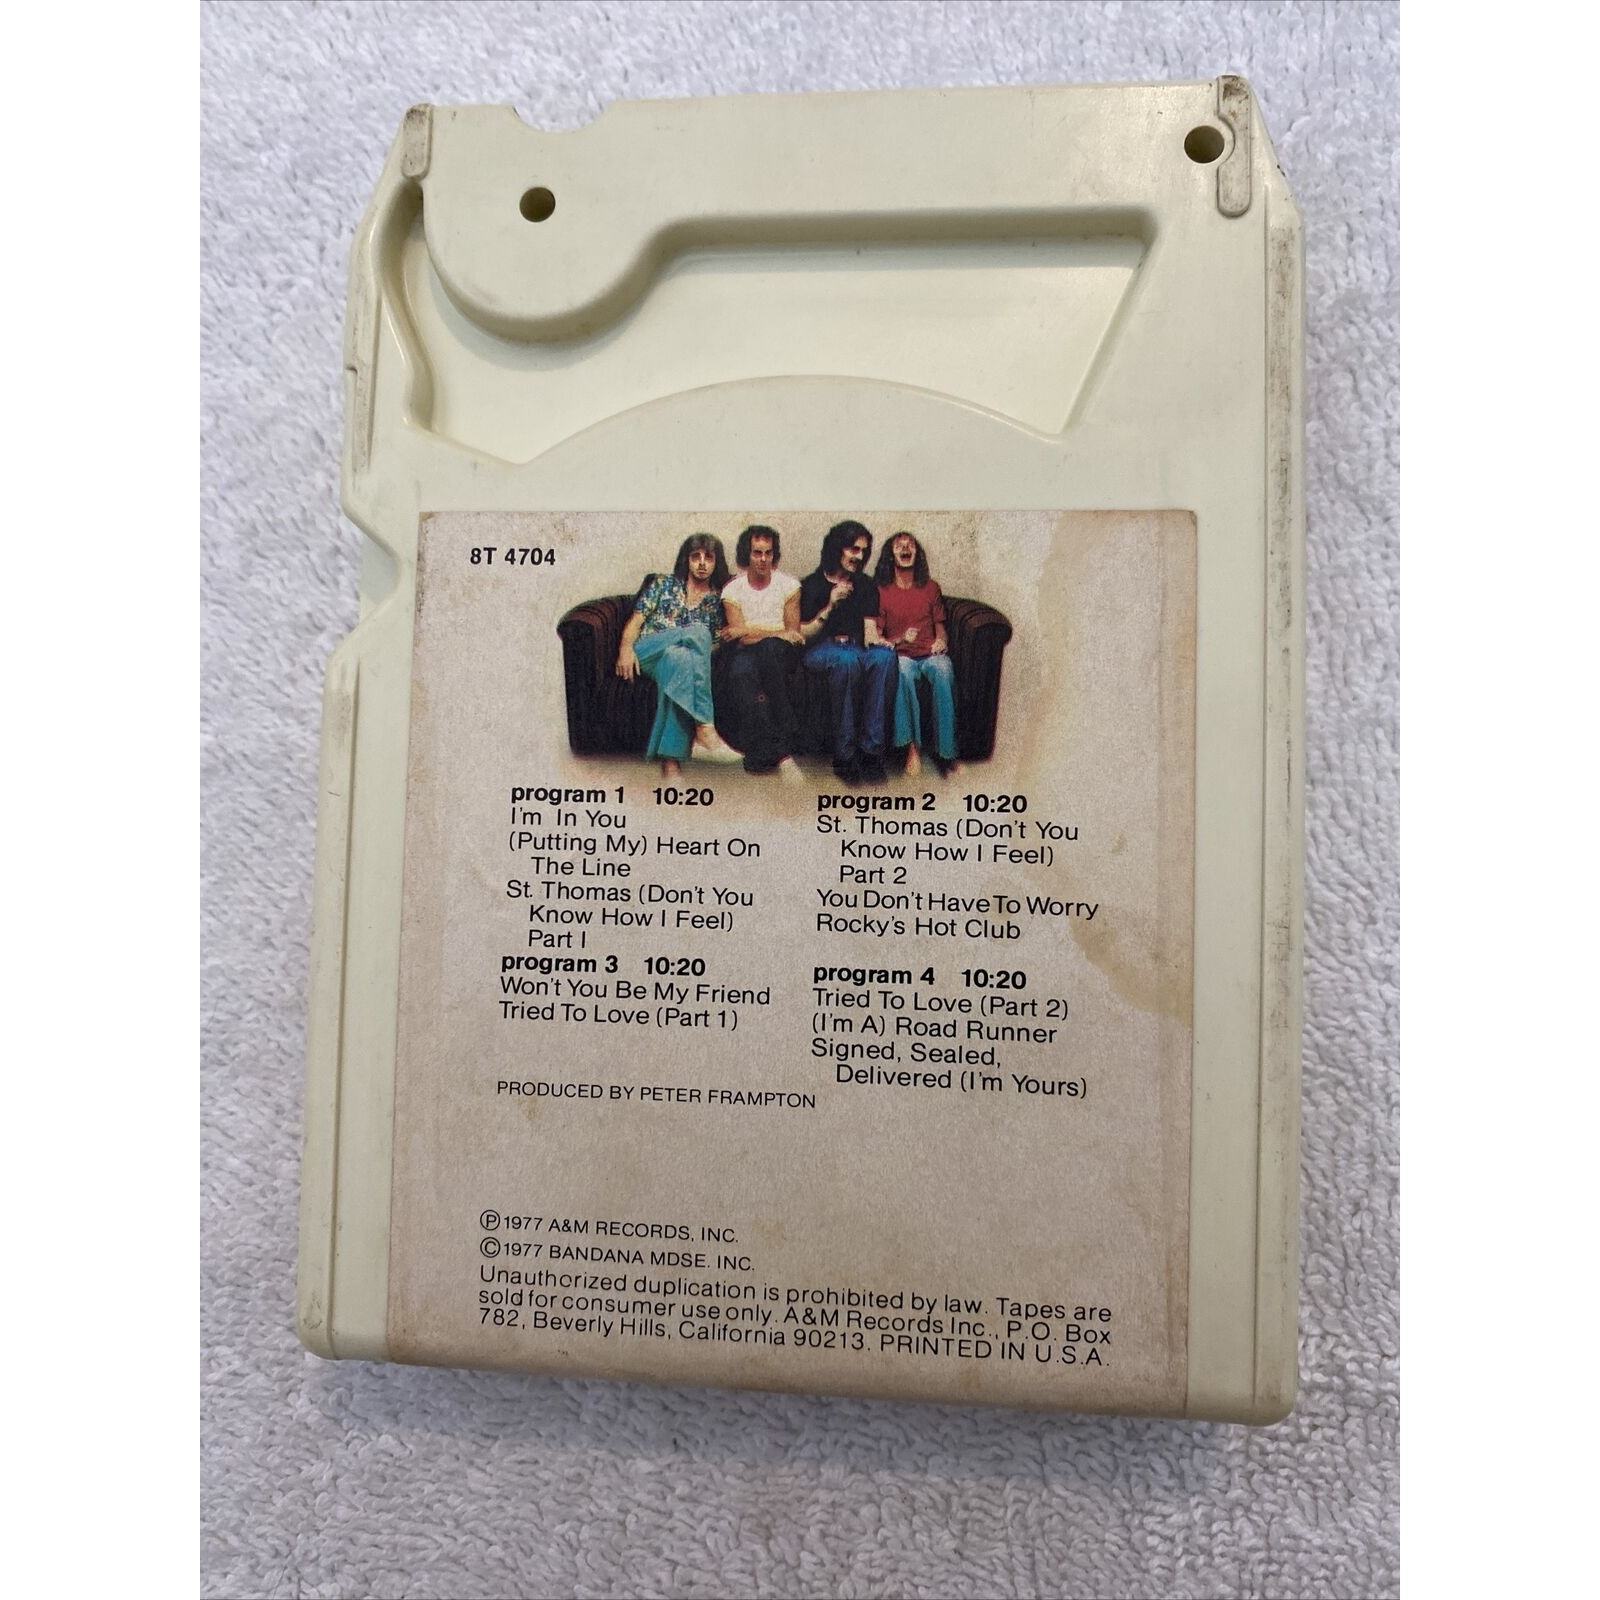 8T 4704
program 1 10:20
I'm In You
(Putting My) Heart On
The Line
St. Thomas (Don't You
Know How I Feel)
Part I
program 2 10:20
St. Thomas (Don't You
Know How I Feel)
Part 2
You Don't Have To Worry
Rocky's Hot Club
program 3 10:20
Won't You Be My Friend
Tried To Love (Part 1)
program 4 10:20
Tried To Love (Part 2)
(I'm A) Road Runner
Signed, Sealed,
Delivered (I'm Yours)
PRODUCED BY PETER FRAMPTON
Ⓟ1977 A&M RECORDS, INC.
©1977 BANDANA MDSE. INC.
Unauthorized duplication is prohibited by law. Tapes are
sold for consumer use only. A&M Records Inc., P.O. Box
782, Beverly Hills, California 90213. PRINTED IN U.S.A.